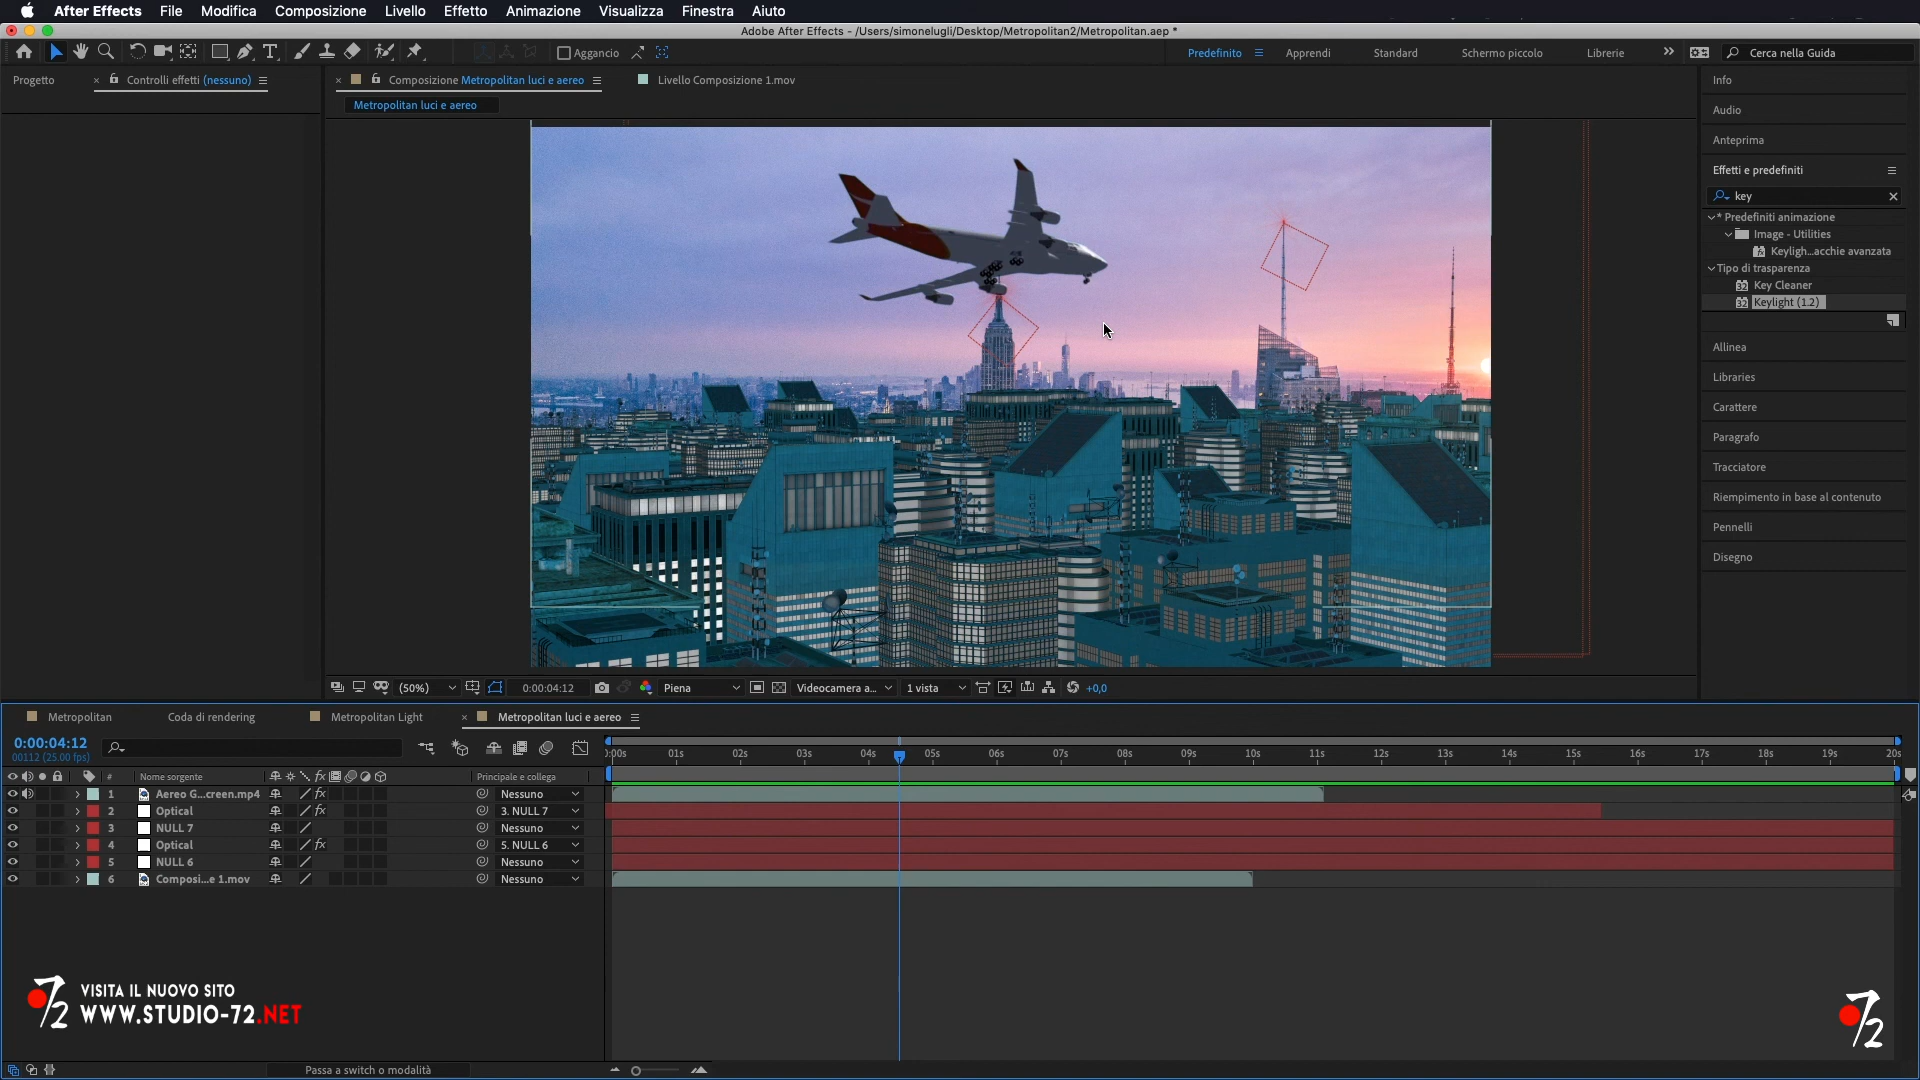 After Effects File Modifica Composizione Livello Effetto Animazione Visualizza Finestra Aiuto
Adobe After Effects - /Users/simonelugli/Desktop/Metropolitan2/Metropolitan.aep *
Aggancio Predefinito Apprendi Standard Schermo piccolo Librerie Cerca nella Guida
Progetto Controlli effetti (nessuno) Composizione Metropolitan luci e aereo Livello Composizione 1.mov
Metropolitan luci e aereo
Info
Audio
Anteprima
Effetti e predefiniti
key
* Predefiniti animazione
Image - Utilities
Keyligh...acchie avanzata
Tipo di trasparenza
32 Key Cleaner
32 Keylight (1.2)
Allinea
Libraries
Carattere
Paragrafo
Tracciatore
Riempimento in base al contenuto
Pennelli
Disegno
(50%) 0:00:04:12 Piena Videocamera a... 1 vista +0,0
Metropolitan Coda di rendering Metropolitan Light Metropolitan luci e aereo
0:00:04:12
00112 (25.00 fps)
):00s 01s 02s 03s 04s 05s 06s 07s 08s 09s 10s 11s 12s 13s 14s 15s 16s 17s 18s 19s 20s
# Nome sorgente fx Principale e collega
1 Aereo G...creen.mp4 fx Nessuno
2 Optical fx 3. NULL 7
3 NULL 7 Nessuno
4 Optical fx 5. NULL 6
5 NULL 6 Nessuno
6 Composi...e 1.mov Nessuno
72 VISITA IL NUOVO SITO
WWW.STUDIO-72.NET
72
Passa a switch o modalità